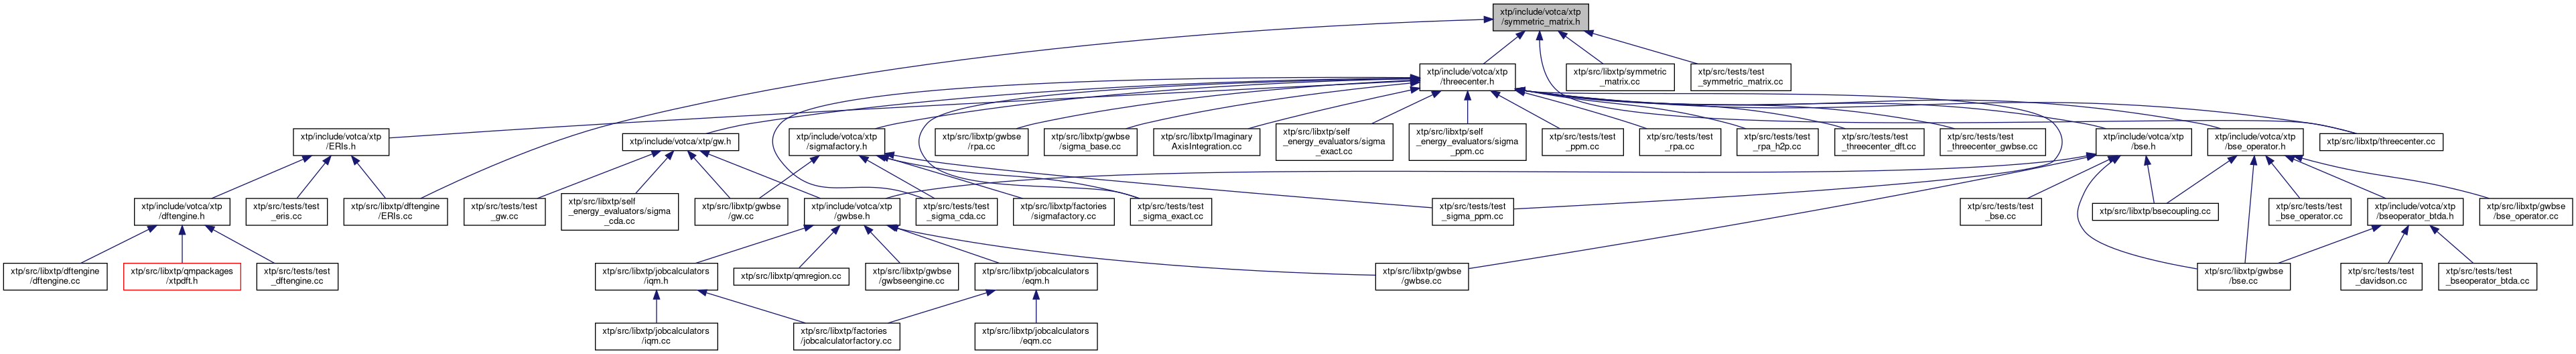 xtp/include/votca/xtp
/symmetric_matrix.h
xtp/include/votca/xtp
/threecenter.h
xtp/src/libxtp/symmetric
_matrix.cc
xtp/src/tests/test
_symmetric_matrix.cc
xtp/include/votca/xtp
/ERIs.h
xtp/include/votca/xtp/gw.h
xtp/include/votca/xtp
/sigmafactory.h
xtp/src/libxtp/gwbse
/rpa.cc
xtp/src/libxtp/gwbse
/sigma_base.cc
xtp/src/libxtp/Imaginary
AxisIntegration.cc
xtp/src/libxtp/self
_energy_evaluators/sigma
_exact.cc
xtp/src/libxtp/self
_energy_evaluators/sigma
_ppm.cc
xtp/src/tests/test
_ppm.cc
xtp/src/tests/test
_rpa.cc
xtp/src/tests/test
_rpa_h2p.cc
xtp/src/tests/test
_threecenter_dft.cc
xtp/src/tests/test
_threecenter_gwbse.cc
xtp/include/votca/xtp
/bse.h
xtp/include/votca/xtp
/bse_operator.h
xtp/src/libxtp/threecenter.cc
xtp/include/votca/xtp
/dftengine.h
xtp/src/tests/test
_eris.cc
xtp/src/libxtp/dftengine
/ERIs.cc
xtp/src/tests/test
_gw.cc
xtp/src/libxtp/self
_energy_evaluators/sigma
_cda.cc
xtp/src/libxtp/gwbse
/gw.cc
xtp/include/votca/xtp
/gwbse.h
xtp/src/tests/test
_sigma_cda.cc
xtp/src/libxtp/factories
/sigmafactory.cc
xtp/src/tests/test
_sigma_exact.cc
xtp/src/tests/test
_sigma_ppm.cc
xtp/src/tests/test
_bse.cc
xtp/src/libxtp/bsecoupling.cc
xtp/src/tests/test
_bse_operator.cc
xtp/include/votca/xtp
/bseoperator_btda.h
xtp/src/libxtp/gwbse
/bse_operator.cc
xtp/src/libxtp/dftengine
/dftengine.cc
xtp/src/libxtp/qmpackages
/xtpdft.h
xtp/src/tests/test
_dftengine.cc
xtp/src/libxtp/jobcalculators
/iqm.h
xtp/src/libxtp/qmregion.cc
xtp/src/libxtp/gwbse
/gwbseengine.cc
xtp/src/libxtp/jobcalculators
/eqm.h
xtp/src/libxtp/gwbse
/gwbse.cc
xtp/src/libxtp/gwbse
/bse.cc
xtp/src/tests/test
_davidson.cc
xtp/src/tests/test
_bseoperator_btda.cc
xtp/src/libxtp/jobcalculators
/iqm.cc
xtp/src/libxtp/factories
/jobcalculatorfactory.cc
xtp/src/libxtp/jobcalculators
/eqm.cc